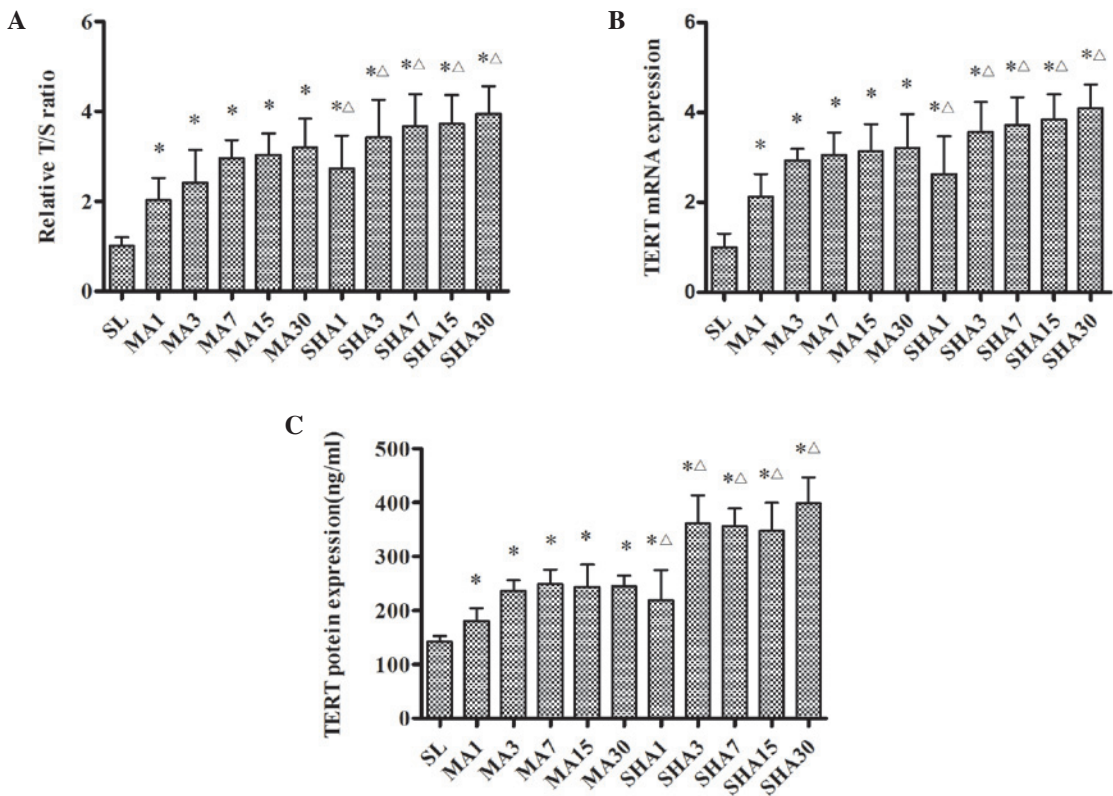 A
Relative T/S ratio
6
4
2
0
* * * * * *△ *△ *△ *△ *△
SL MA1 MA3 MA7 MA15 MA30 SHA1 SHA3 SHA7 SHA15 SHA30
B
TERT mRNA expression
6
4
2
0
* * * * * *△ *△ *△ *△ *△
SL MA1 MA3 MA7 MA15 MA30 SHA1 SHA3 SHA7 SHA15 SHA30
C
TERT potein expression(ng/ml)
500
400
300
200
100
0
* * * * * *△ *△ *△ *△ *△
SL MA1 MA3 MA7 MA15 MA30 SHA1 SHA3 SHA7 SHA15 SHA30